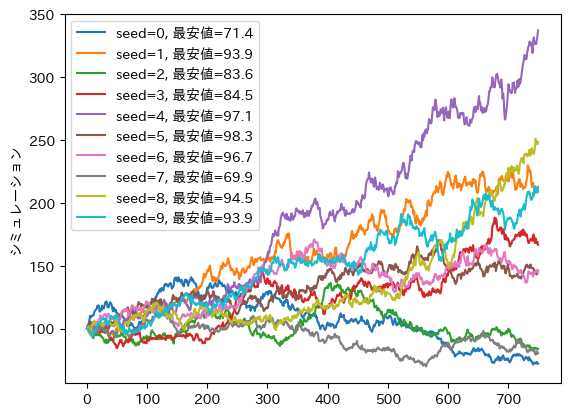 シミュレーション
350
300
250
200
150
100
seed=0, 最安値=71.4
seed=1, 最安値=93.9
seed=2, 最安値=83.6
seed=3, 最安値=84.5
seed=4, 最安値=97.1
seed=5, 最安値=98.3
seed=6, 最安値=96.7
seed=7, 最安値=69.9
seed=8, 最安値=94.5
seed=9, 最安値=93.9
0 100 200 300 400 500 600 700